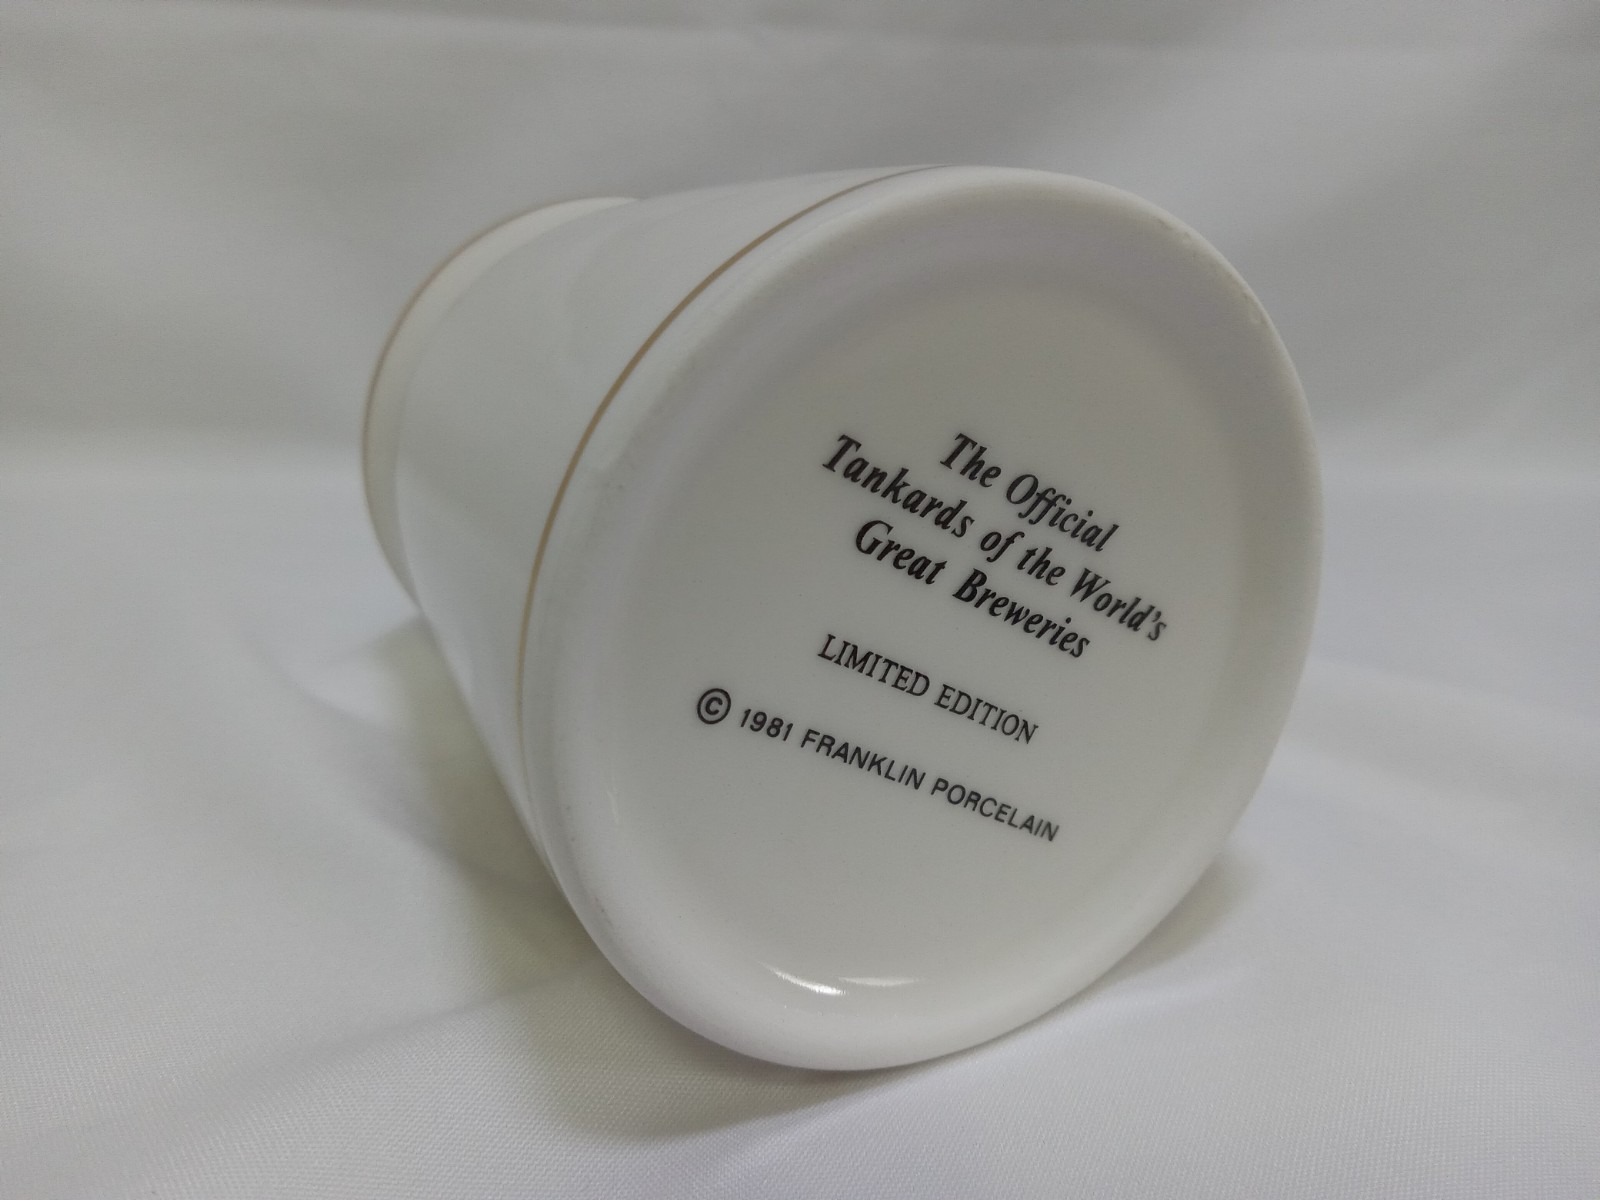 The Official
Tankards of the World's
Great Breweries
LIMITED EDITION
© 1981 FRANKLIN PORCELAIN